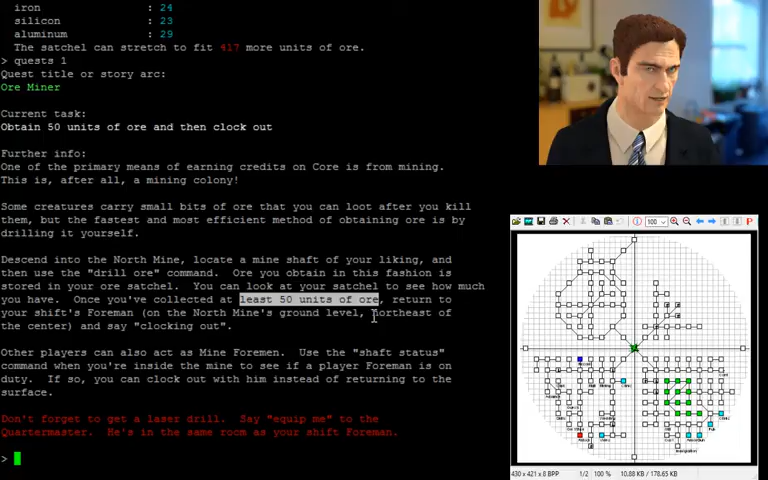 iron : 24
silicon : 23
aluminum : 29
The satchel can stretch to fit 417 more units of ore.
> quests 1
Quest title or story arc:
Ore Miner
Current task:
Obtain 50 units of ore and then clock out
Further info:
One of the primary means of earning credits on Core is from mining.
This is, after all, a mining colony!
Some creatures carry small bits of ore that you can loot after you kill
them, but the fastest and most efficient method of obtaining ore is by
drilling it yourself.
Descend into the North Mine, locate a mine shaft of your liking, and
then use the "drill ore" command. Ore you obtain in this fashion is
stored in your ore satchel. You can look at your satchel to see how much
you have. Once you've collected at least 50 units of ore, return to
your shift's Foreman (on the North Mine's ground level, northeast of
the center) and say "clocking out".
Other players can also act as Mine Foremen. Use the "shaft status"
command when you're inside the mine to see if a player Foreman is on
duty. If so, you can clock out with him instead of returning to the
surface.
Don't forget to get a laser drill. Say "equip me" to the
Quartermaster. He's in the same room as your shift Foreman.
>
100
430 x 421 x 8 BPP 1/2 100 % 10.88 KB / 178.65 KB